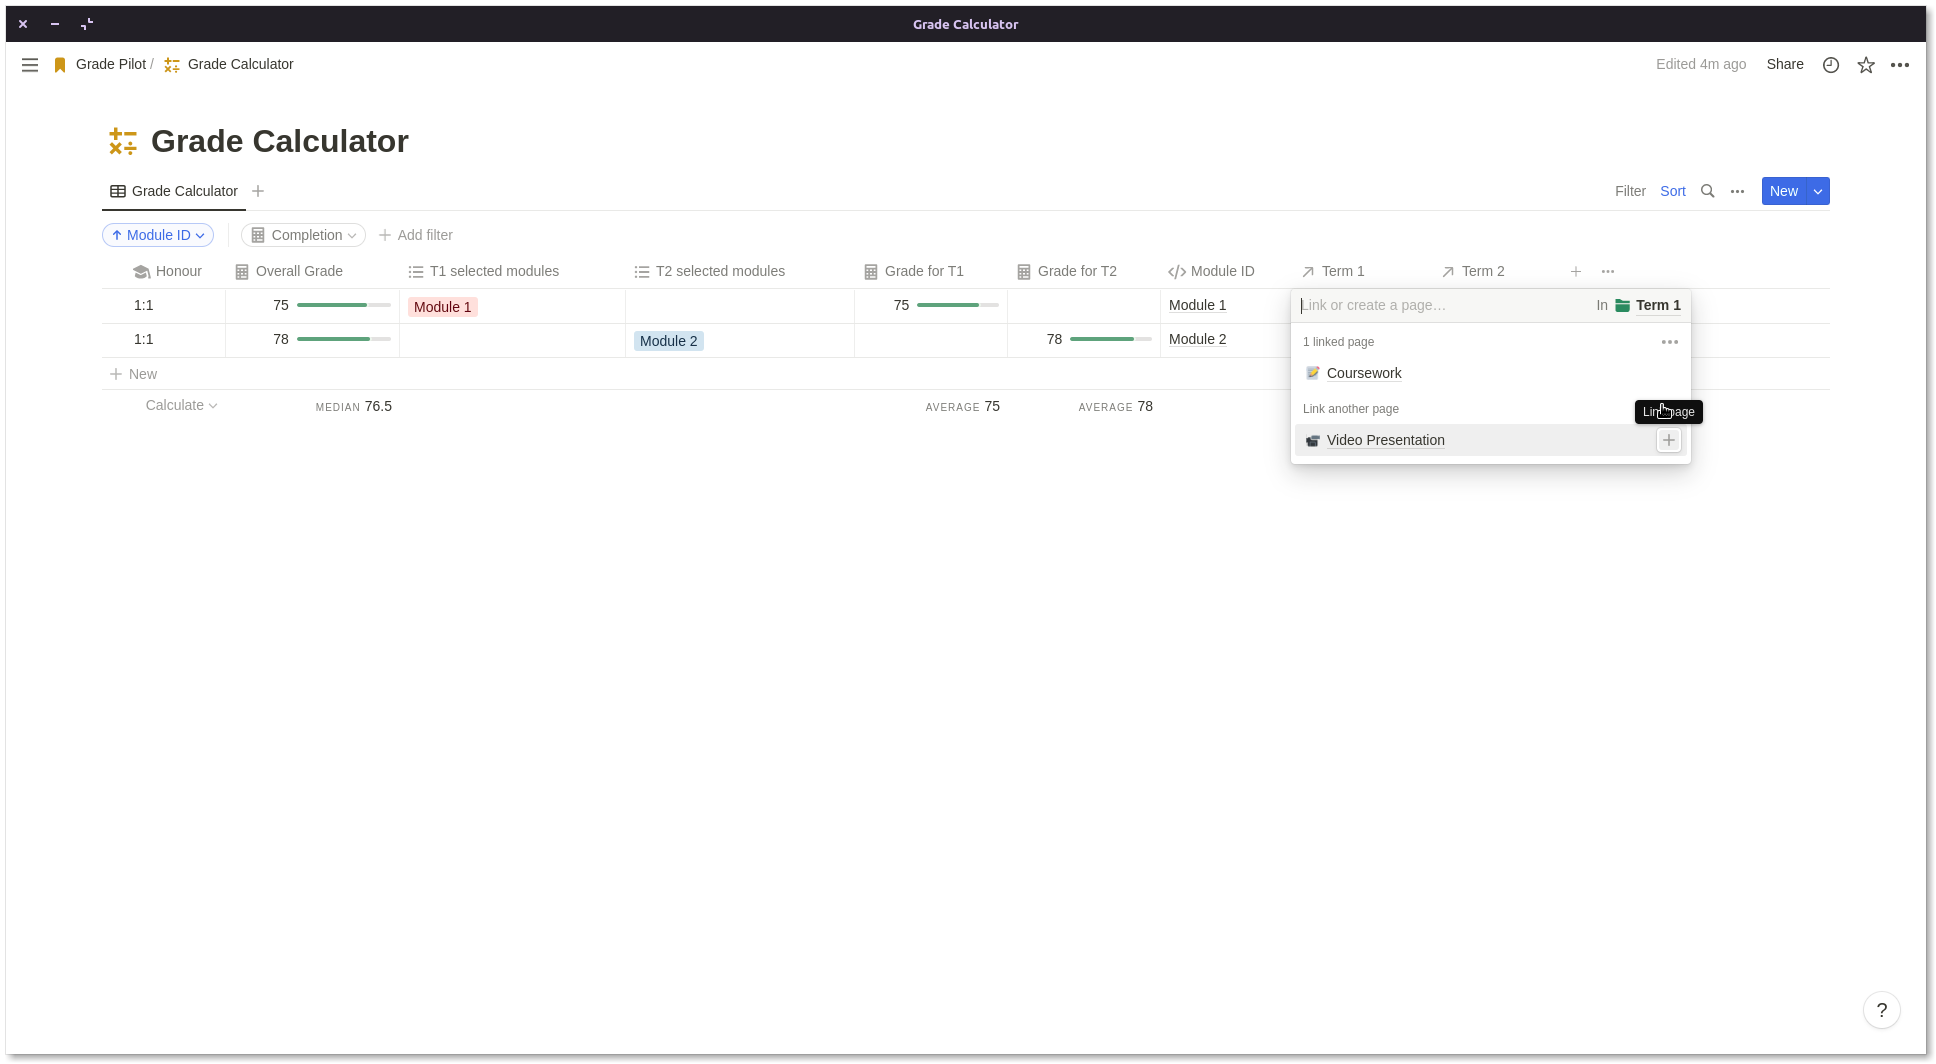 Grade Calculator
Grade Pilot / Grade Calculator Edited 4m ago Share
Grade Calculator
Grade Calculator Filter Sort New
Module ID Completion Add filter
Honour Overall Grade T1 selected modules T2 selected modules Grade for T1 Grade for T2 Module ID Term 1 Term 2
1:1 75 Module 1 75 Module 1
1:1 78 Module 2 78 Module 2
New
Calculate MEDIAN 76.5 AVERAGE 75 AVERAGE 78
Link or create a page… In Term 1
1 linked page
Coursework
Link another page
Link page
Video Presentation
?